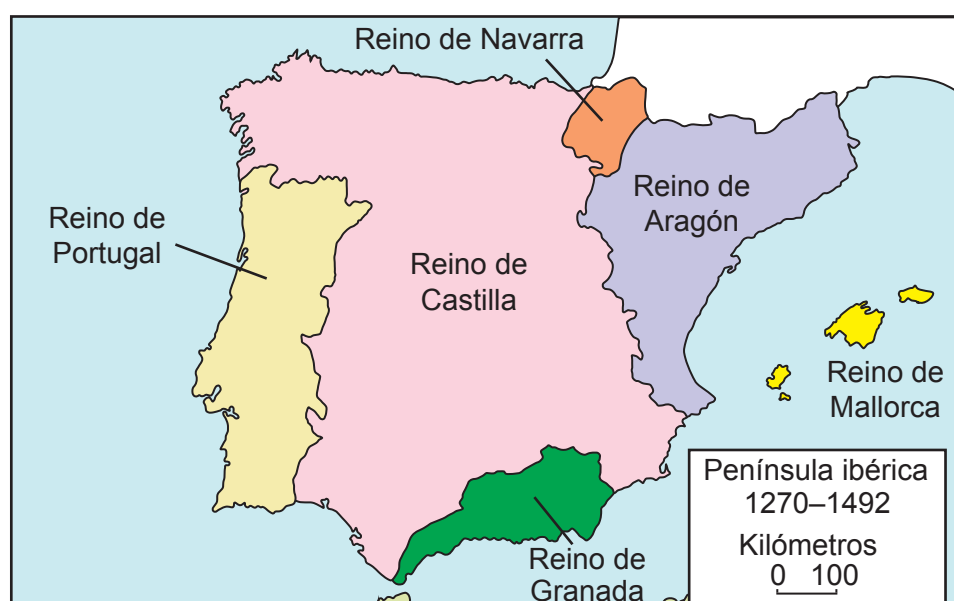 Reino de Navarra
Reino de
Aragón
Reino de
Portugal
Reino de
Castilla
Reino de
Mallorca
Reino de
Granada
Península ibérica
1270–1492
Kilómetros
0 100